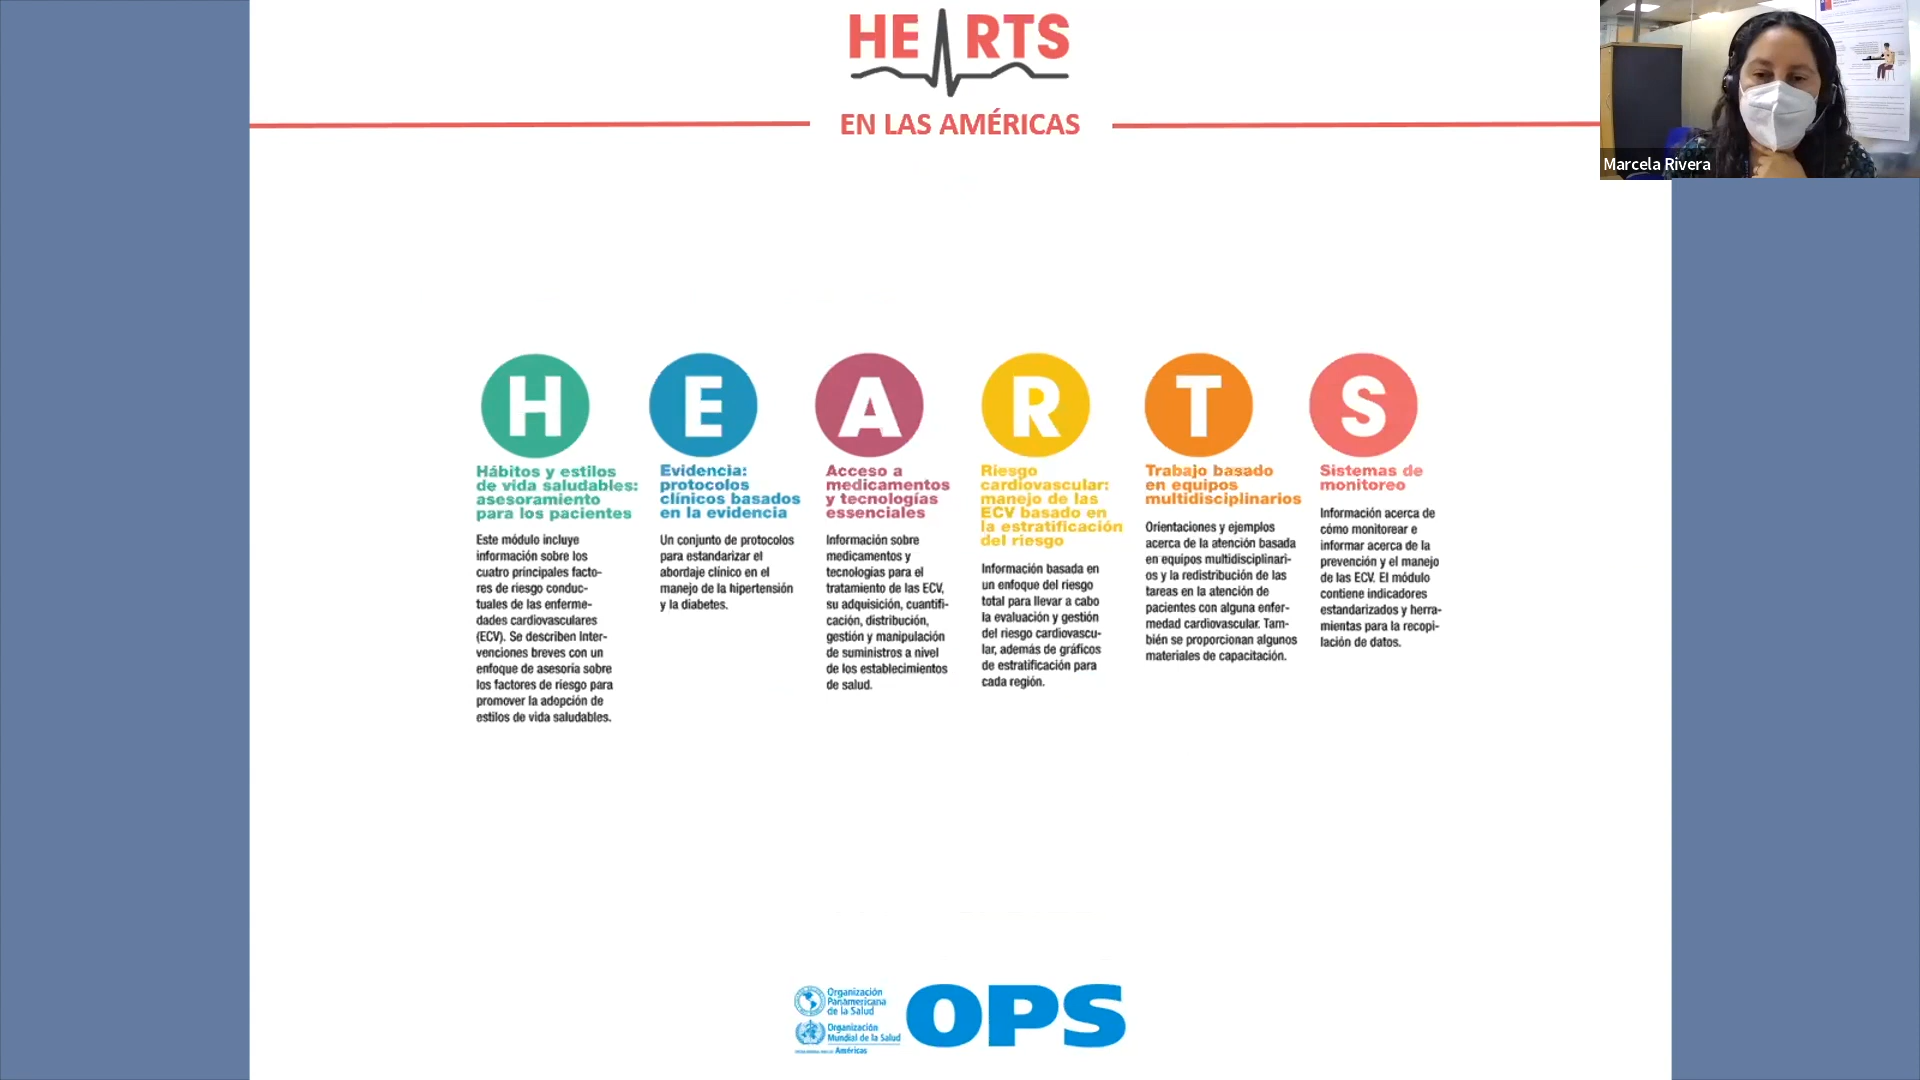 HEARTS
EN LAS AMÉRICAS
Marcela Rivera
H
Hábitos y estilos
de vida saludables:
asesoramiento
para los pacientes
Este módulo incluye
información sobre los
cuatro principales facto-
res de riesgo conduc-
tuales de las enferme-
dades cardiovasculares
(ECV). Se describen Inter-
venciones breves con un
enfoque de asesoría sobre
los factores de riesgo para
promover la adopción de
estilos de vida saludables.
E
Evidencia:
protocolos
clínicos basados
en la evidencia
Un conjunto de protocolos
para estandarizar el
abordaje clínico en el
manejo de la hipertensión
y la diabetes.
A
Acceso a
medicamentos
y tecnologías
essenciales
Información sobre
medicamentos y
tecnologías para el
tratamiento de las ECV,
su adquisición, cuantifi-
cación, distribución,
gestión y manipulación
de suministros a nivel
de los establecimientos
de salud.
R
Riesgo
cardiovascular:
manejo de las
ECV basado en
la estratificación
del riesgo
Información basada en
un enfoque del riesgo
total para llevar a cabo
la evaluación y gestión
del riesgo cardiovascu-
lar, además de gráficos
de estratificación para
cada región.
T
Trabajo basado
en equipos
multidisciplinarios
Orientaciones y ejemplos
acerca de la atención basada
en equipos multidisciplinari-
os y la redistribución de las
tareas en la atención de
pacientes con alguna enfer-
medad cardiovascular. Tam-
bién se proporcionan algunos
materiales de capacitación.
S
Sistemas de
monitoreo
Información acerca de
cómo monitorear e
informar acerca de la
prevención y el manejo
de las ECV. El módulo
contiene indicadores
estandarizados y herra-
mientas para la recopi-
lación de datos.
Organización
Panamericana
de la Salud
Organización
Mundial de la Salud
Américas
OPS